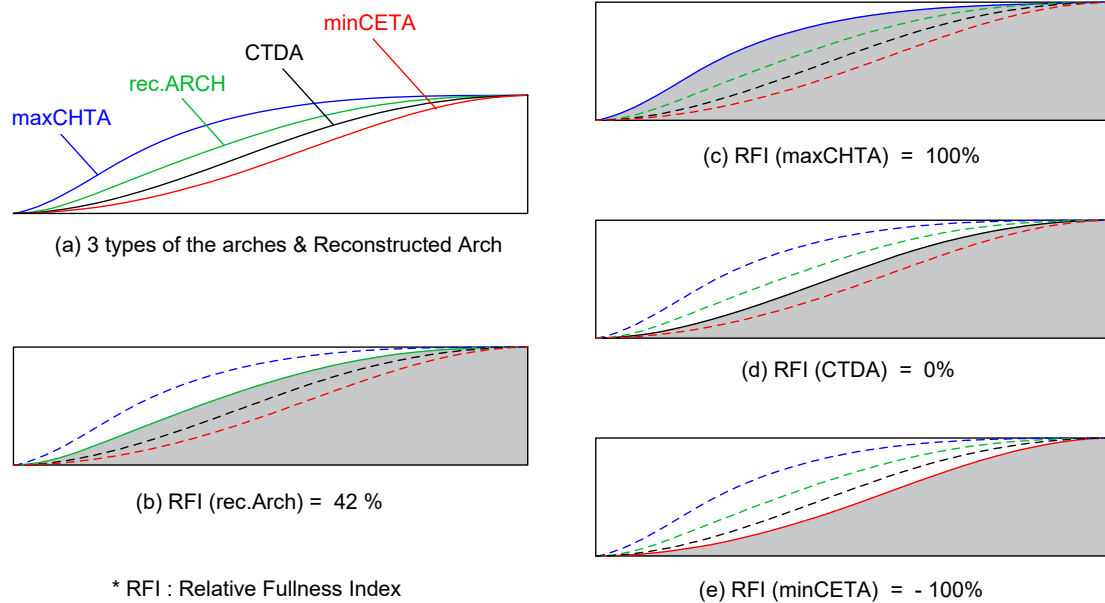 minCETA
CTDA
rec.ARCH
maxCHTA
(a) 3 types of the arches & Reconstructed Arch
(b) RFI (rec.Arch) = 42 %
* RFI : Relative Fullness Index
(c) RFI (maxCHTA) = 100%
(d) RFI (CTDA) = 0%
(e) RFI (minCETA) = - 100%